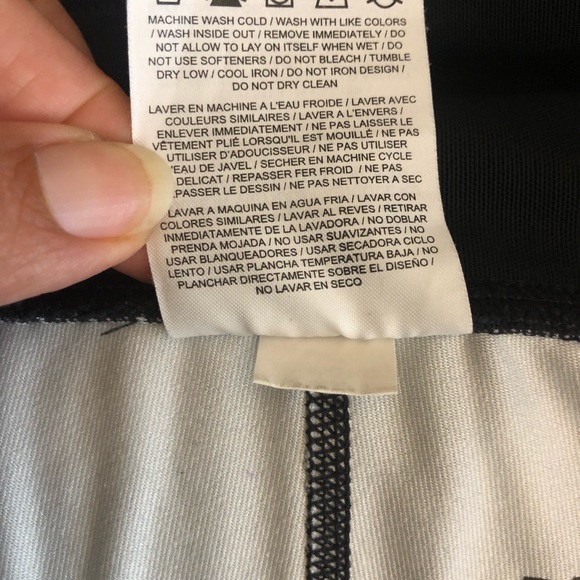 MACHINE WASH COLD / WASH WITH LIKE COLORS
/ WASH INSIDE OUT / REMOVE IMMEDIATELY / DO
NOT ALLOW TO LAY ON ITSELF WHEN WET / DO
NOT USE SOFTENERS / DO NOT BLEACH / TUMBLE
DRY LOW / COOL IRON / DO NOT IRON DESIGN /
DO NOT DRY CLEAN
LAVER EN MACHINE A L'EAU FROIDE / LAVER AVEC
COULEURS SIMILAIRES / LAVER A L'ENVERS /
ENLEVER IMMEDIATEMENT / NE PAS LAISSER LE
VÊTEMENT PLIÉ LORSQU'IL EST MOUILLÉ / NE PAS
UTILISER D'ADOUCISSEUR / NE PAS UTILISER
EAU DE JAVEL / SECHER EN MACHINE CYCLE
DELICAT / REPASSER FER FROID / NE PAS
PASSER LE DESSIN / NE PAS NETTOYER A SEC
LAVAR A MAQUINA EN AGUA FRIA / LAVAR CON
COLORES SIMILARES / LAVAR AL REVES / RETIRAR
INMEDIATAMENTE DE LA LAVADORA / NO DOBLAR
PRENDA MOJADA / NO USAR SUAVIZANTES / NO
USAR BLANQUEADORES / USAR SECADORA CICLO
LENTO / USAR PLANCHA TEMPERATURA BAJA / NO
PLANCHAR DIRECTAMENTE SOBRE EL DISEÑO /
NO LAVAR EN SECO